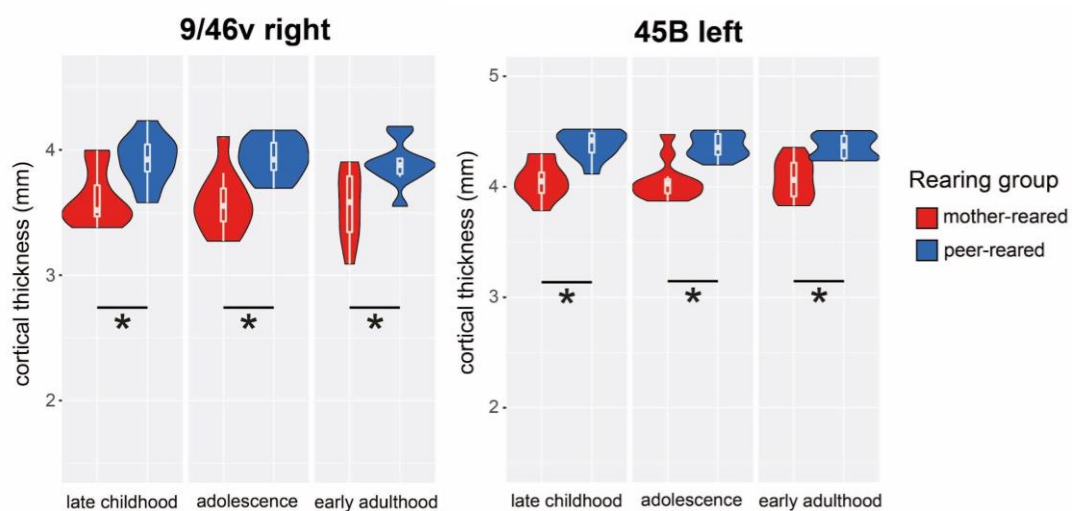 9/46v right
cortical thickness (mm)
4
3
2
*
*
*
late childhood
adolescence
early adulthood
45B left
cortical thickness (mm)
5
4
3
2
*
*
*
late childhood
adolescence
early adulthood
Rearing group
mother-reared
peer-reared